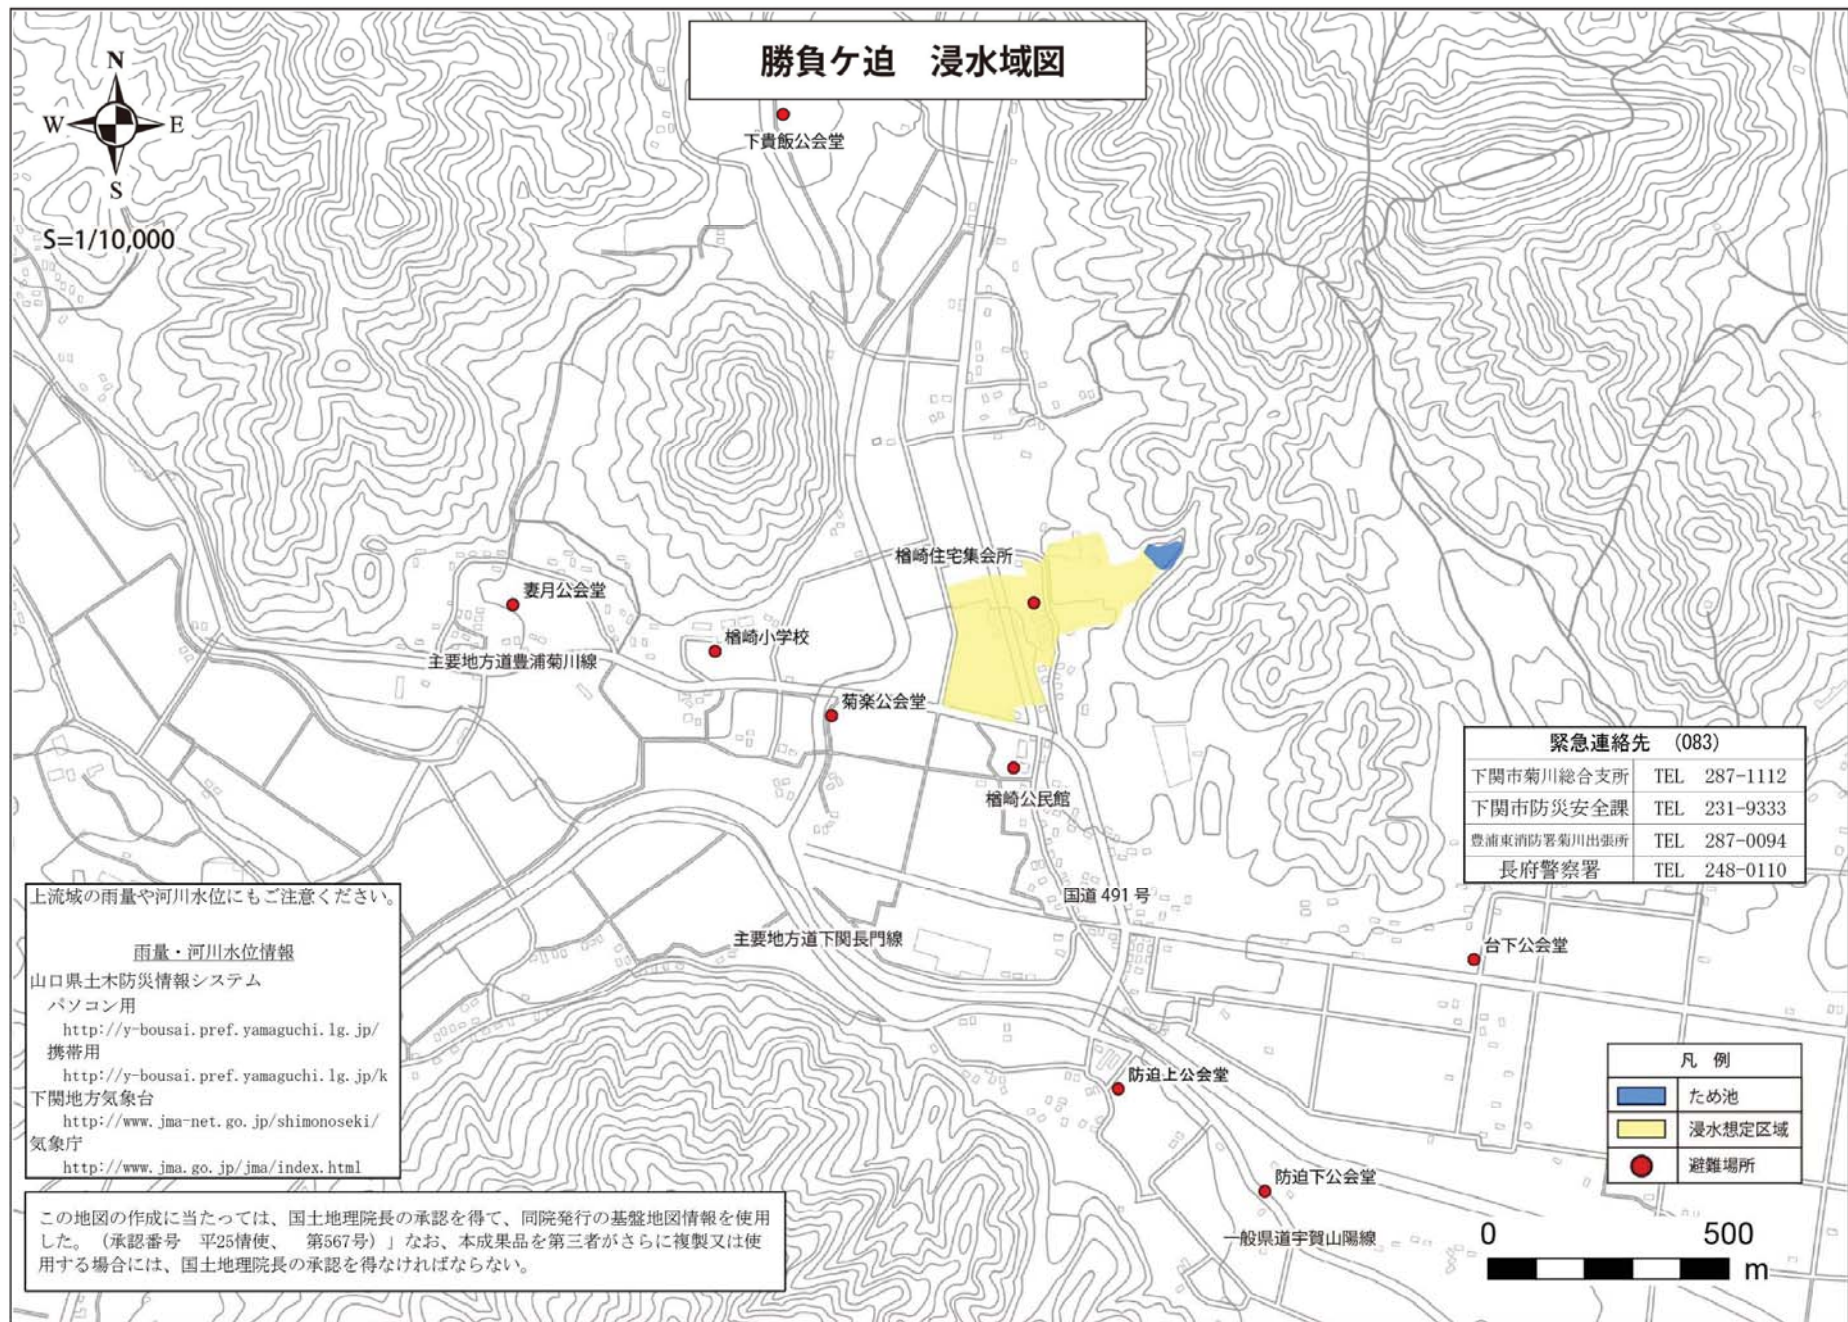 勝負ケ迫　浸水域図
N
W E
S
S=1/10,000
下貴飯公会堂
楢崎住宅集会所
妻月公会堂
楢崎小学校
主要地方道豊浦菊川線
菊楽公会堂
楢崎公民館
緊急連絡先　(083)
下関市菊川総合支所 TEL 287-1112
下関市防災安全課 TEL 231-9333
豊浦東消防署菊川出張所 TEL 287-0094
長府警察署 TEL 248-0110
国道 491 号
主要地方道下関長門線
台下公会堂
上流域の雨量や河川水位にもご注意ください。
雨量・河川水位情報
山口県土木防災情報システム
パソコン用
http://y-bousai.pref.yamaguchi.lg.jp/
携帯用
http://y-bousai.pref.yamaguchi.lg.jp/k
下関地方気象台
http://www.jma-net.go.jp/shimonoseki/
気象庁
http://www.jma.go.jp/jma/index.html
防迫上公会堂
防迫下公会堂
一般県道宇賀山陽線
凡　例
ため池
浸水想定区域
避難場所
0 500
m
この地図の作成に当たっては、国土地理院長の承認を得て、同院発行の基盤地図情報を使用
した。（承認番号　平25情使、　第567号）」なお、本成果品を第三者がさらに複製又は使
用する場合には、国土地理院長の承認を得なければならない。